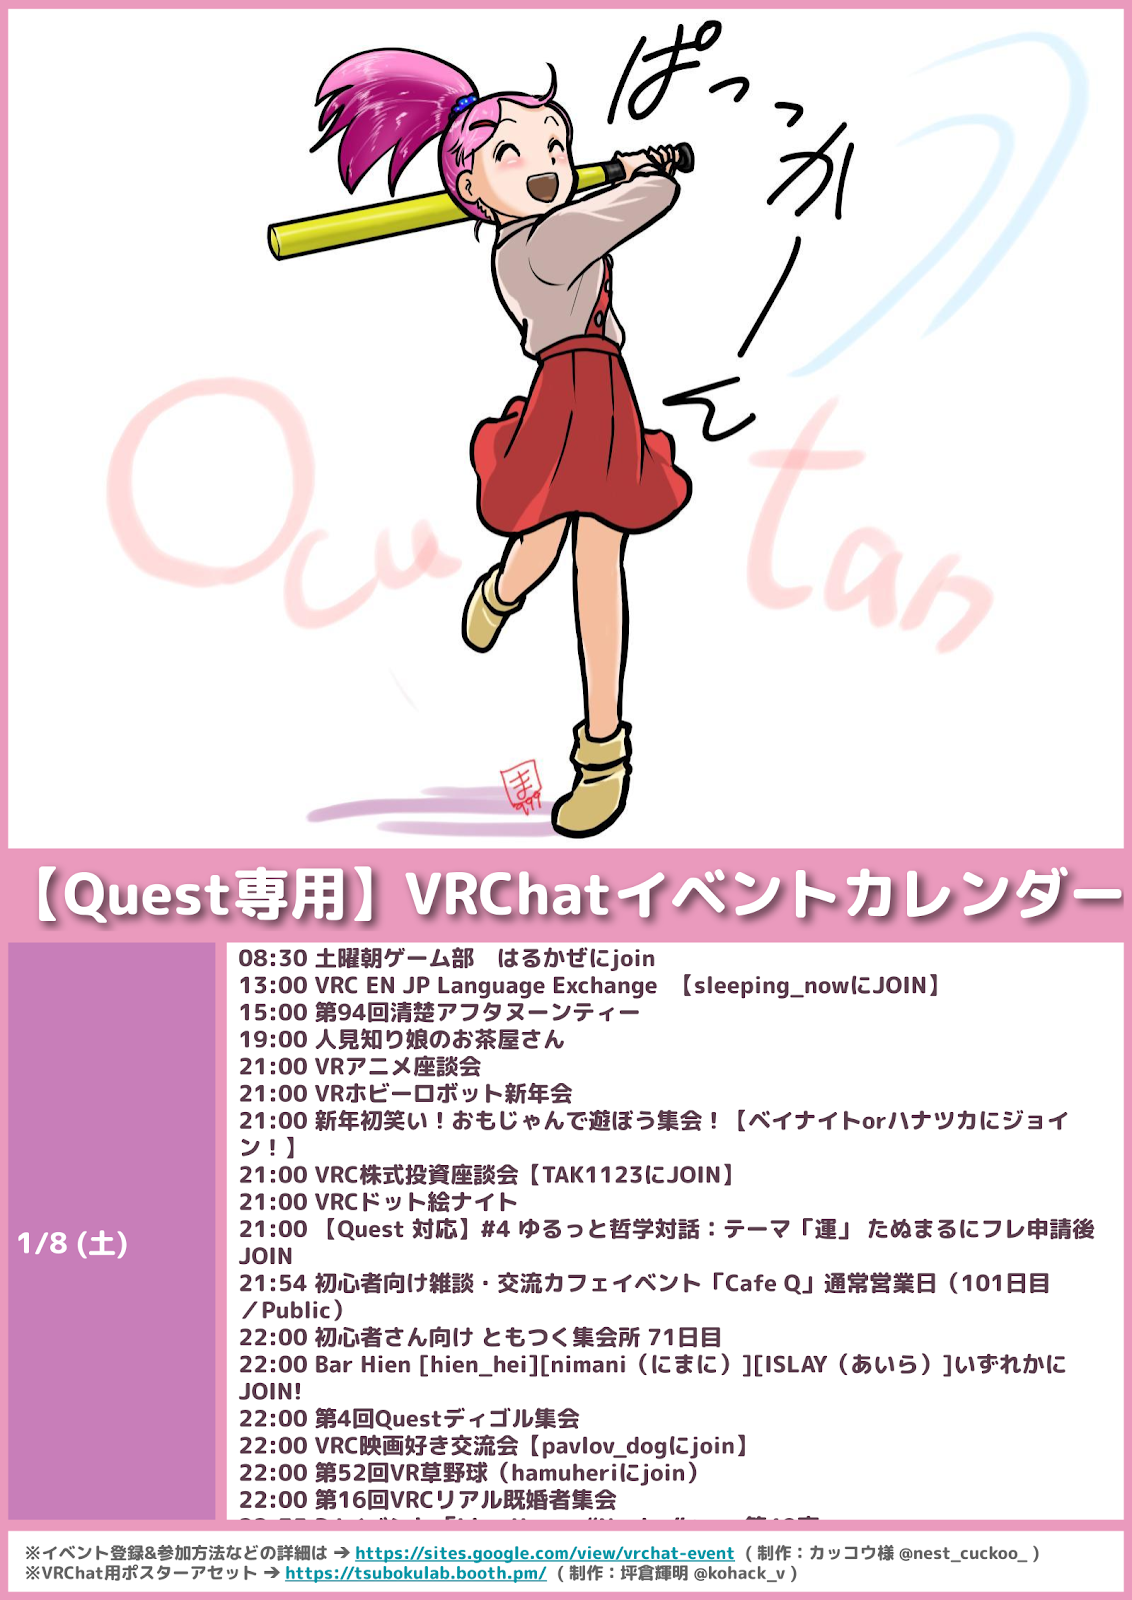 ぱっっかーん
Ocu tan
ま
999
【Quest専用】VRChatイベントカレンダー
1/8 (土)
08:30 土曜朝ゲーム部　はるかぜにjoin
13:00 VRC EN JP Language Exchange 【sleeping_nowにJOIN】
15:00 第94回清楚アフタヌーンティー
19:00 人見知り娘のお茶屋さん
21:00 VRアニメ座談会
21:00 VRホビーロボット新年会
21:00 新年初笑い！おもじゃんで遊ぼう集会！【ベイナイトorハナツカにジョイ
ン！】
21:00 VRC株式投資座談会【TAK1123にJOIN】
21:00 VRCドット絵ナイト
21:00 【Quest 対応】#4 ゆるっと哲学対話：テーマ「運」 たぬまるにフレ申請後
JOIN
21:54 初心者向け雑談・交流カフェイベント「Cafe Q」通常営業日（101日目
／Public）
22:00 初心者さん向け ともつく集会所 71日目
22:00 Bar Hien [hien_hei][nimani（にまに）][ISLAY（あいら）]いずれかに
JOIN!
22:00 第4回Questディゴル集会
22:00 VRC映画好き交流会【pavlov_dogにjoin】
22:00 第52回VR草野球（hamuheriにjoin）
22:00 第16回VRCリアル既婚者集会
※イベント登録&参加方法などの詳細は ➔ https://sites.google.com/view/vrchat-event （ 制作：カッコウ様 @nest_cuckoo_ ）
※VRChat用ポスターアセット ➔ https://tsubokulab.booth.pm/ （ 制作：坪倉輝明 @kohack_v ）